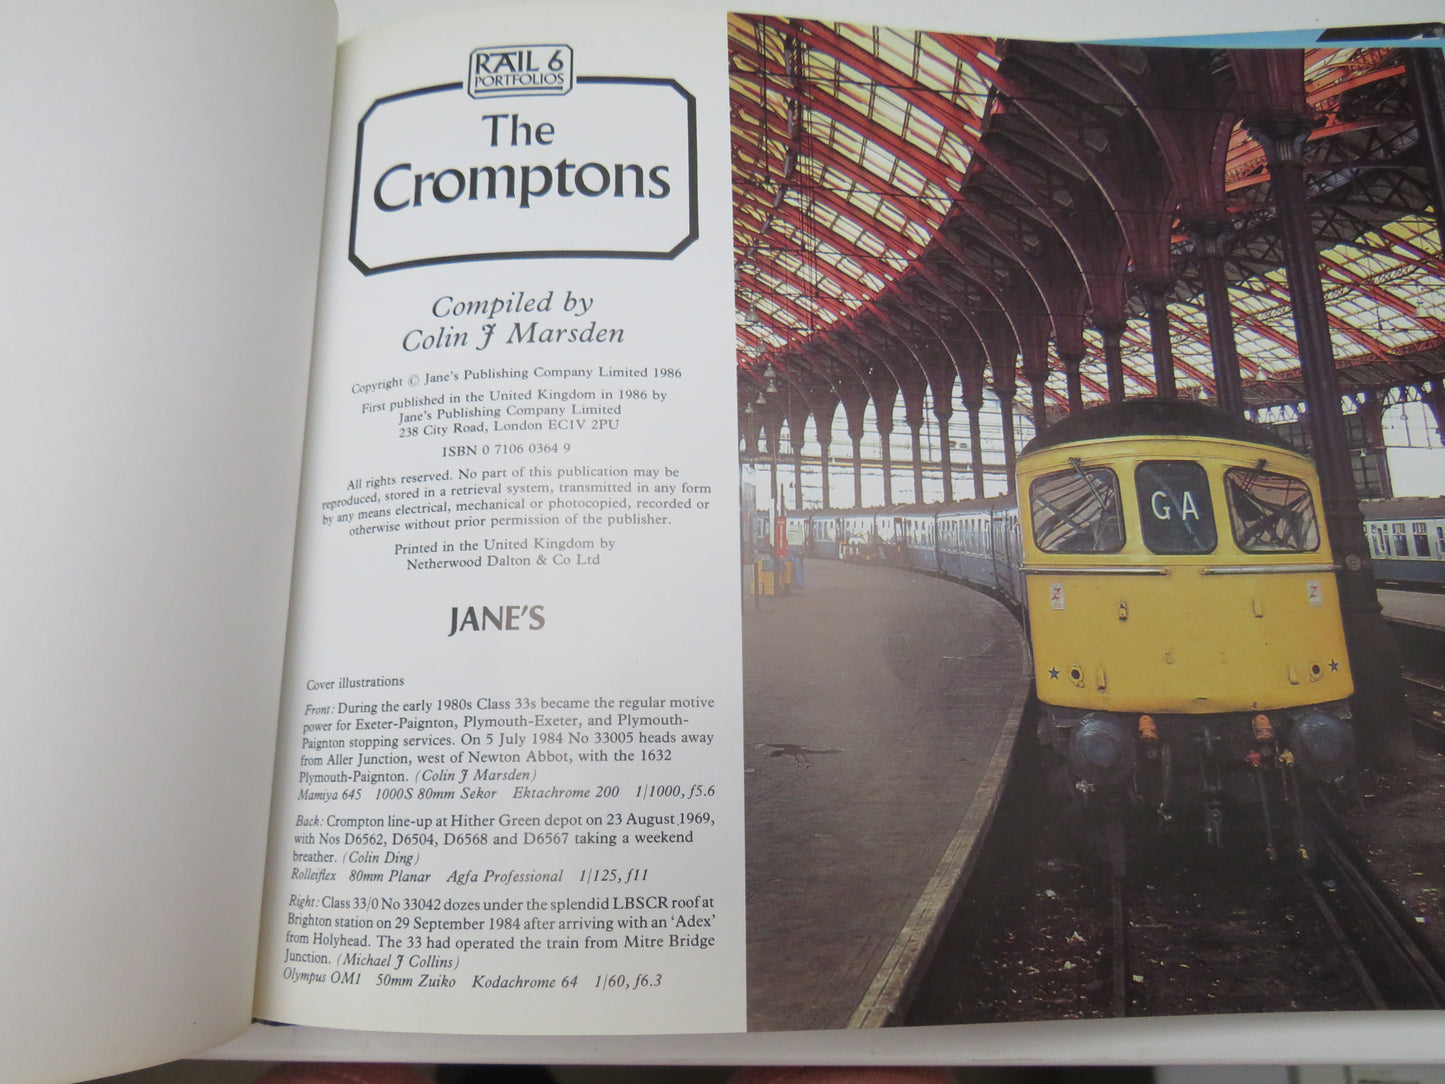 RAIL 6
PORTFOLIOS
The
Cromptons
Compiled by
Colin J Marsden
Copyright © Jane's Publishing Company Limited 1986
First published in the United Kingdom in 1986 by
Jane's Publishing Company Limited
238 City Road, London EC1V 2PU
ISBN 0 7106 0364 9
All rights reserved. No part of this publication may be
reproduced, stored in a retrieval system, transmitted in any form
by any means electrical, mechanical or photocopied, recorded or
otherwise without prior permission of the publisher.
Printed in the United Kingdom by
Netherwood Dalton & Co Ltd
JANE'S
Cover illustrations
Front: During the early 1980s Class 33s became the regular motive
power for Exeter-Paignton, Plymouth-Exeter, and Plymouth-
Paignton stopping services. On 5 July 1984 No 33005 heads away
from Aller Junction, west of Newton Abbot, with the 1632
Plymouth-Paignton. (Colin J Marsden)
Mamiya 645 1000S 80mm Sekor Ektachrome 200 1/1000, f5.6
Back: Crompton line-up at Hither Green depot on 23 August 1969,
with Nos D6562, D6504, D6568 and D6567 taking a weekend
breather. (Colin Ding)
Rolleiflex 80mm Planar Agfa Professional 1/125, f11
Right: Class 33/0 No 33042 dozes under the splendid LBSCR roof at
Brighton station on 29 September 1984 after arriving with an 'Adex'
from Holyhead. The 33 had operated the train from Mitre Bridge
Junction. (Michael J Collins)
Olympus OM1 50mm Zuiko Kodachrome 64 1/60, f6.3
GA